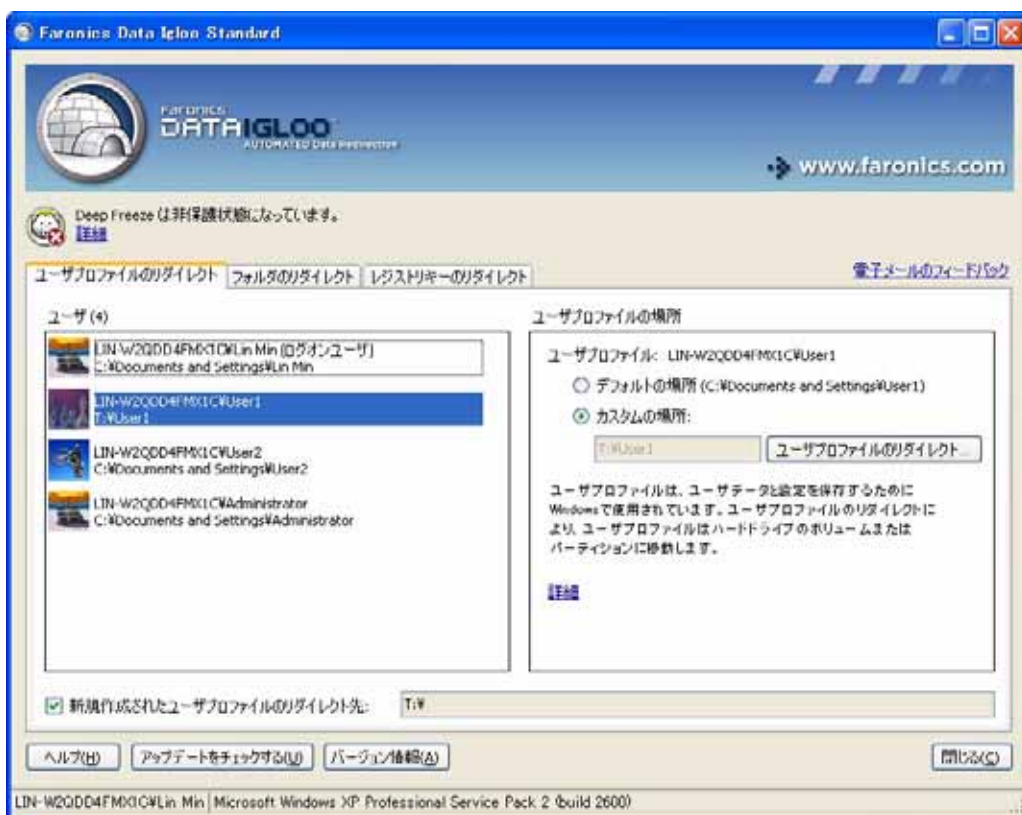 Faronics Data Igloo Standard
FARONICS
DATAIGLOO
AUTOMATED Data Redirection
www.faronics.com
Deep Freeze は非保護状態になっています。
詳細
ユーザプロファイルのリダイレクト フォルダのリダイレクト レジストリキーのリダイレクト
電子メールのフィードバック
ユーザ (4)
LIN-W2QDD4FMX1C¥Lin Min (ログオンユーザ)
C:¥Documents and Settings¥Lin Min
LIN-W2QDD4FMX1C¥User1
T:¥User1
LIN-W2QDD4FMX1C¥User2
C:¥Documents and Settings¥User2
LIN-W2QDD4FMX1C¥Administrator
C:¥Documents and Settings¥Administrator
ユーザプロファイルの場所
ユーザプロファイル: LIN-W2QDD4FMX1C¥User1
デフォルトの場所 (C:¥Documents and Settings¥User1)
カスタムの場所:
T:¥User1
ユーザプロファイルのリダイレクト...
ユーザプロファイルは、ユーザデータと設定を保存するために
Windowsで使用されています。ユーザプロファイルのリダイレクトに
より、ユーザプロファイルはハードドライブのボリュームまたは
パーティションに移動します。
詳細
新規作成されたユーザプロファイルのリダイレクト先: T:¥
ヘルプ(H) アップデートをチェックする(U) バージョン情報(A) 閉じる(C)
LIN-W2QDD4FMX1C¥Lin Min Microsoft Windows XP Professional Service Pack 2 (build 2600)